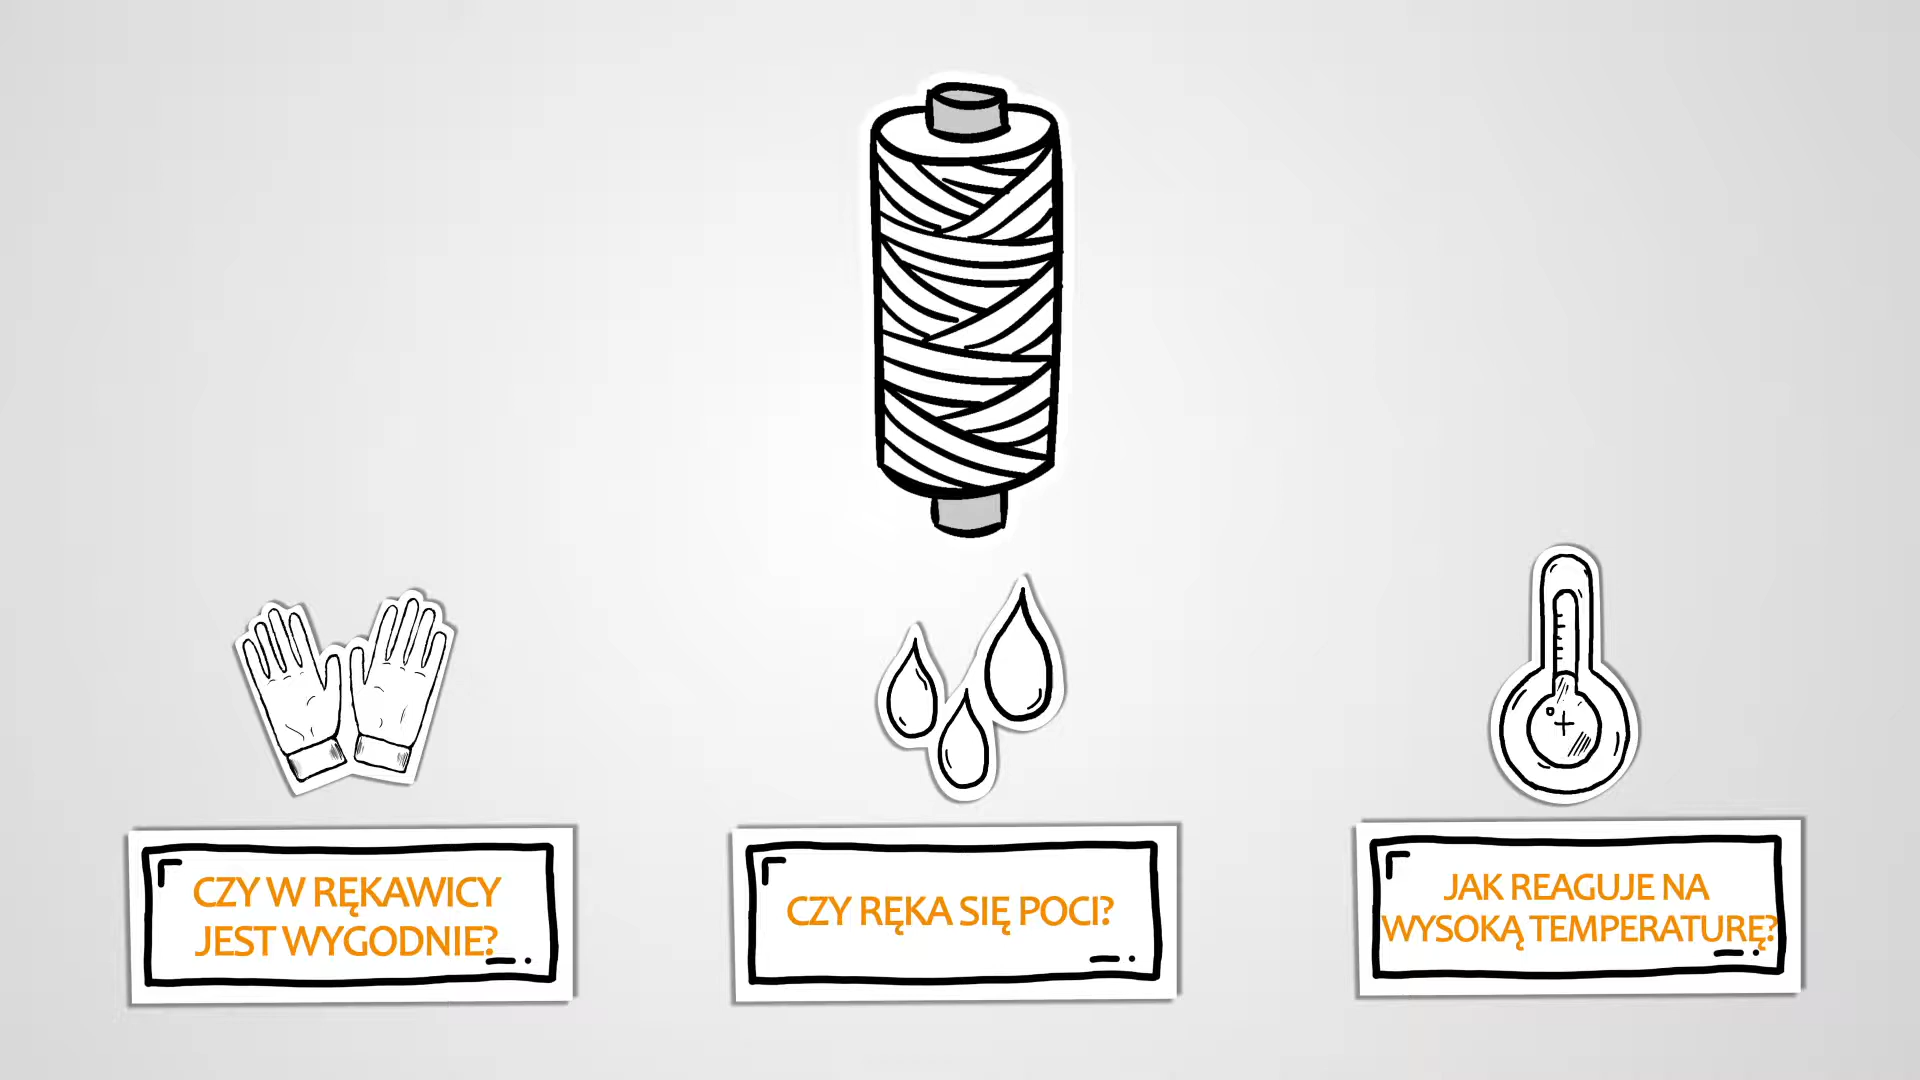 CZY W RĘKAWICY
JEST WYGODNIE?
CZY RĘKA SIĘ POCI?
JAK REAGUJE NA
WYSOKĄ TEMPERATURĘ?